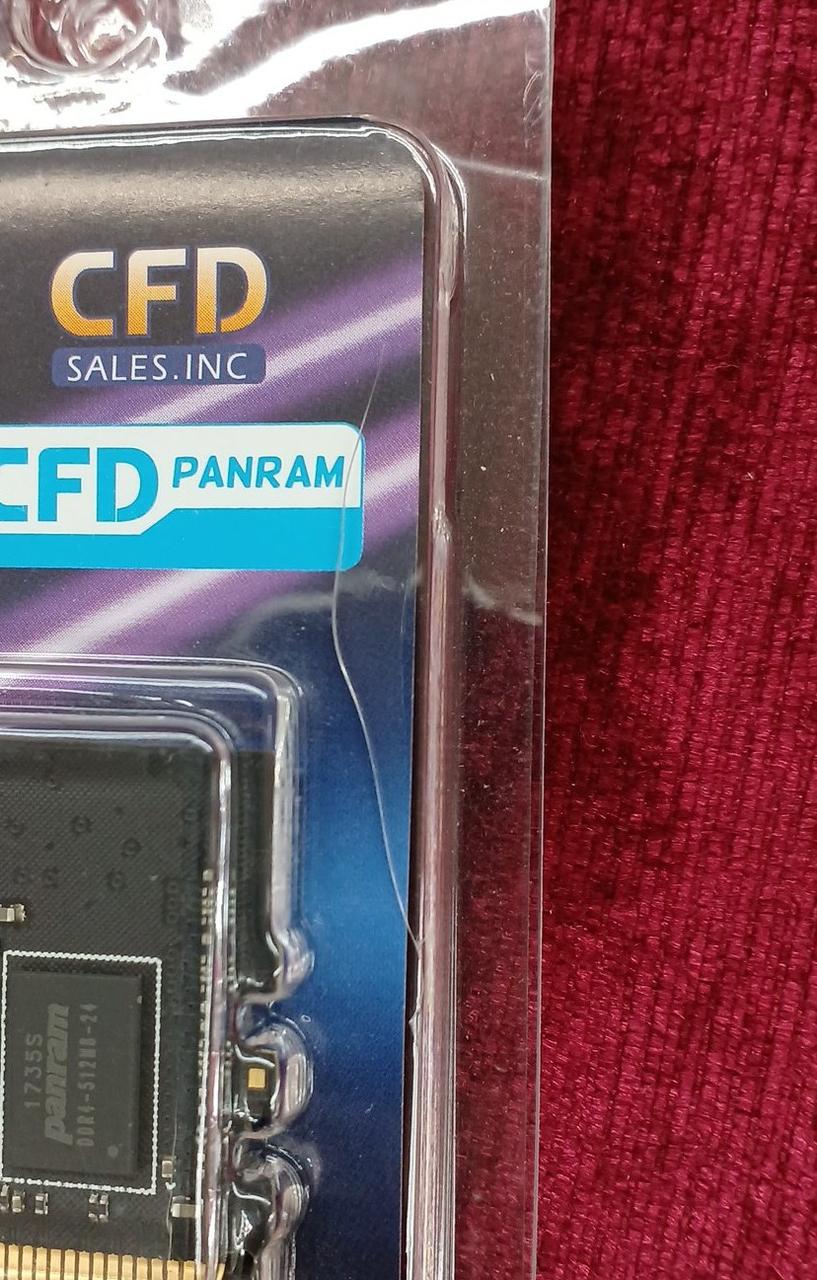 CFD
SALES.INC
CFD PANRAM
1735S
panram
DDR4-512M8-24